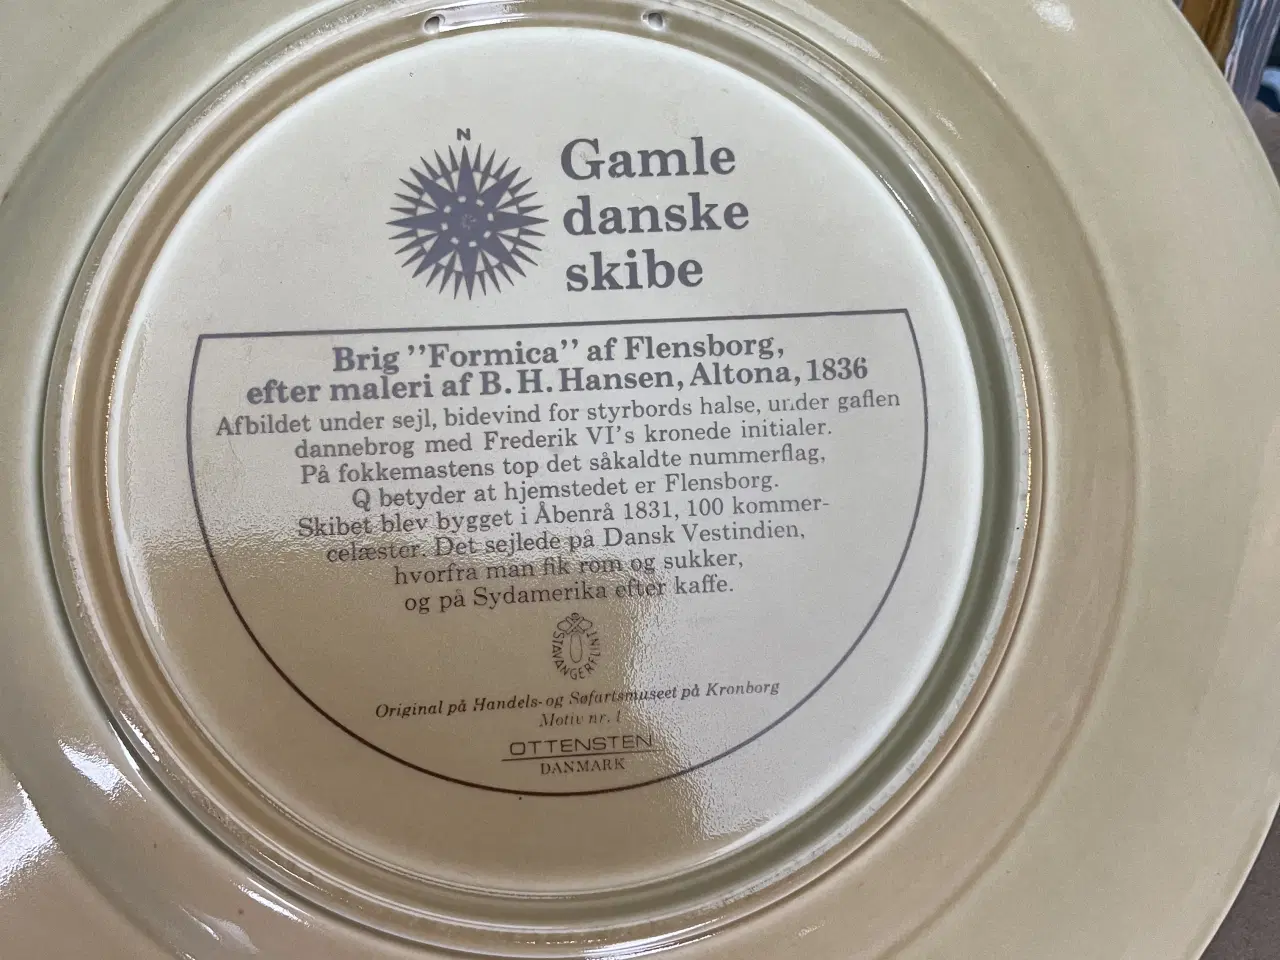 N
Gamle
danske
skibe
Brig ”Formica” af Flensborg,
efter maleri af B. H. Hansen, Altona, 1836
Afbildet under sejl, bidevind for styrbords halse, under gaflen
dannebrog med Frederik VI's kronede initialer.
På fokkemastens top det såkaldte nummerflag,
Q betyder at hjemstedet er Flensborg.
Skibet blev bygget i Åbenrå 1831, 100 kommer-
celæster. Det sejlede på Dansk Vestindien,
hvorfra man fik rom og sukker,
og på Sydamerika efter kaffe.
STAVANGERFLINT
Original på Handels- og Søfartsmuseet på Kronborg
Motiv nr. 1
OTTENSTEN
DANMARK